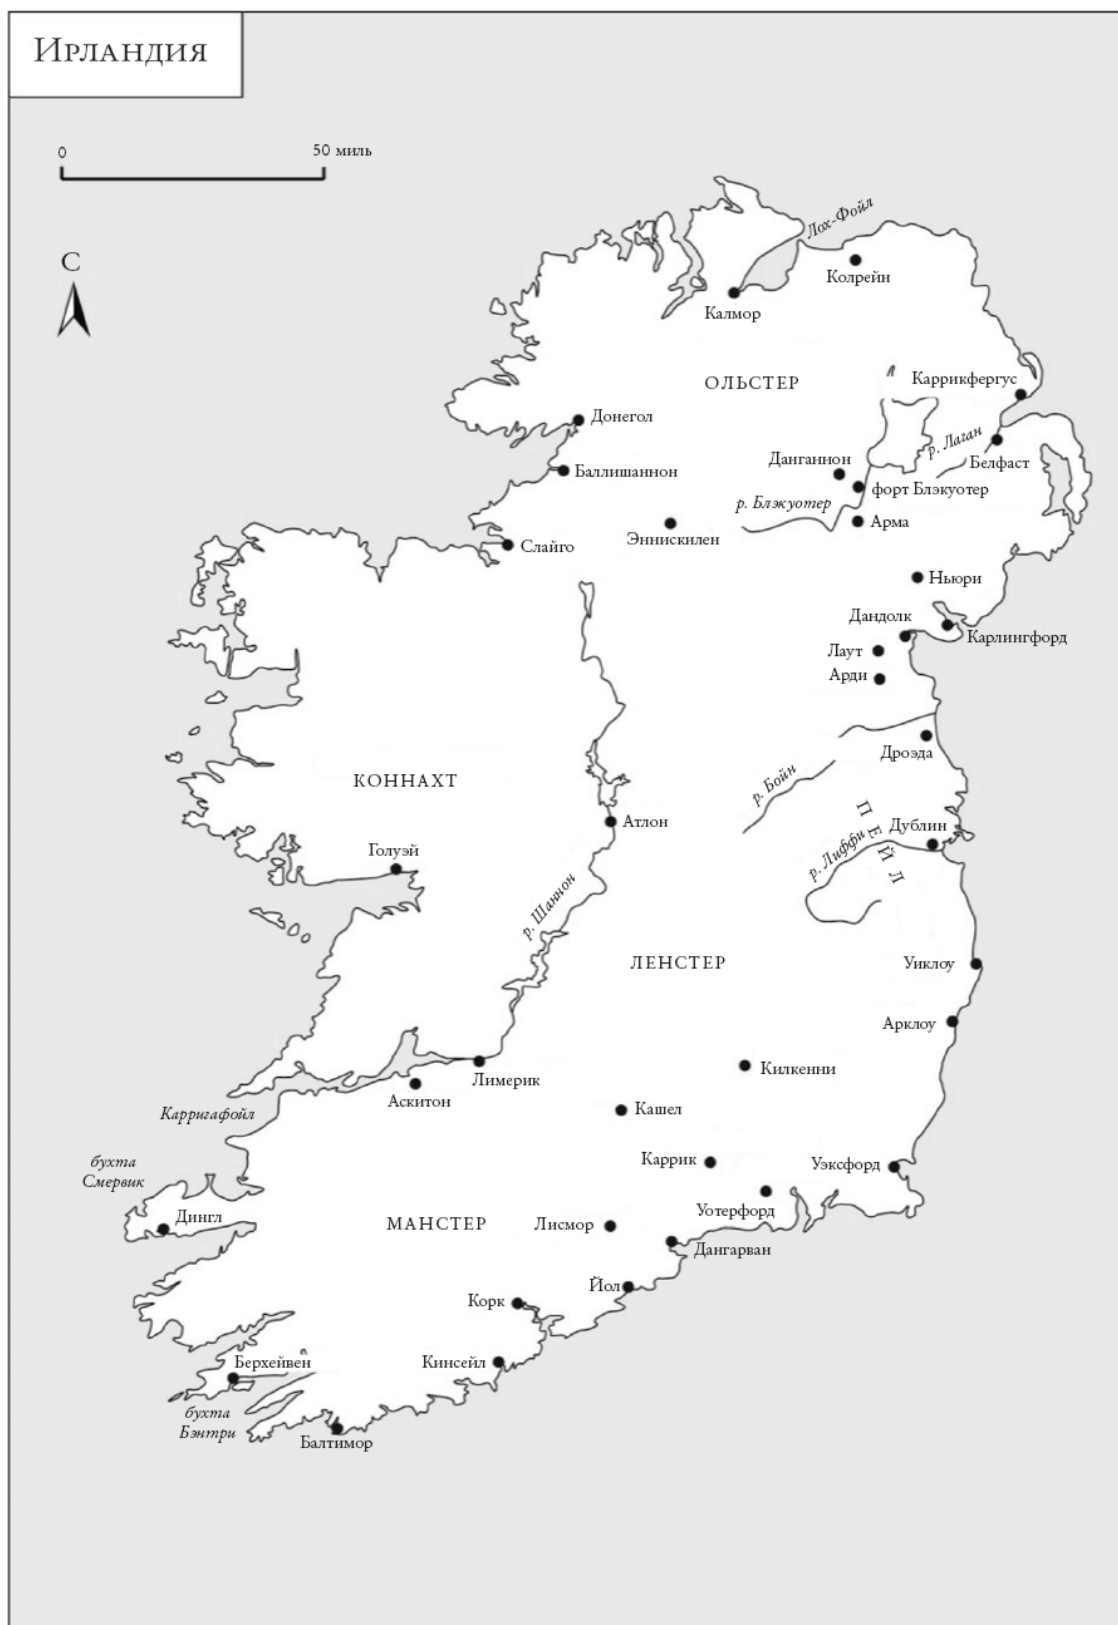 Ирландия
0
50 миль
С
Лох-Фойл
Колрейн
Калмор
ОЛЬСТЕР
Каррикфергус
Донегол
р. Лаган
Белфаст
Баллишаннон
Данганнон
форт Блэкуотер
р. Блэкуотер
Арма
Эннискилен
Слайго
Ньюри
Дандолк
Карлингфорд
Лаут
Арди
Дроэда
КОННАХТ
р. Бойн
ПЕЙЛ
Атлон
Дублин
р. Лиффи
Голуэй
р. Шаннон
ЛЕНСТЕР
Уиклоу
Арклоу
Килкенни
Лимерик
Аскитон
Карригафойл
Кашел
Каррик
Уэксфорд
бухта
Смервик
Дингл
МАНСТЕР
Лисмор
Уотерфорд
Дангарван
Йол
Корк
Кинсейл
Берхейвен
бухта
Бэнтри
Балтимор